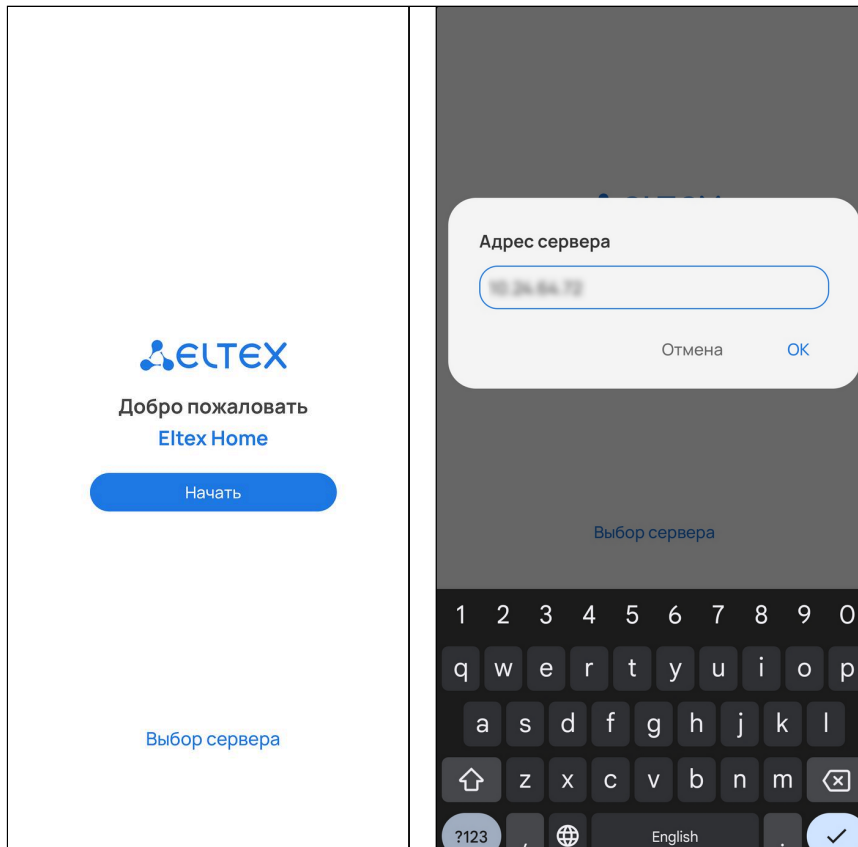 ELTEX
Добро пожаловать
Eltex Home
Начать
Выбор сервера
Адрес сервера
Отмена OK
Выбор сервера
1 2 3 4 5 6 7 8 9 0
q w e r t y u i o p
a s d f g h j k l
z x c v b n m
?123 , English .